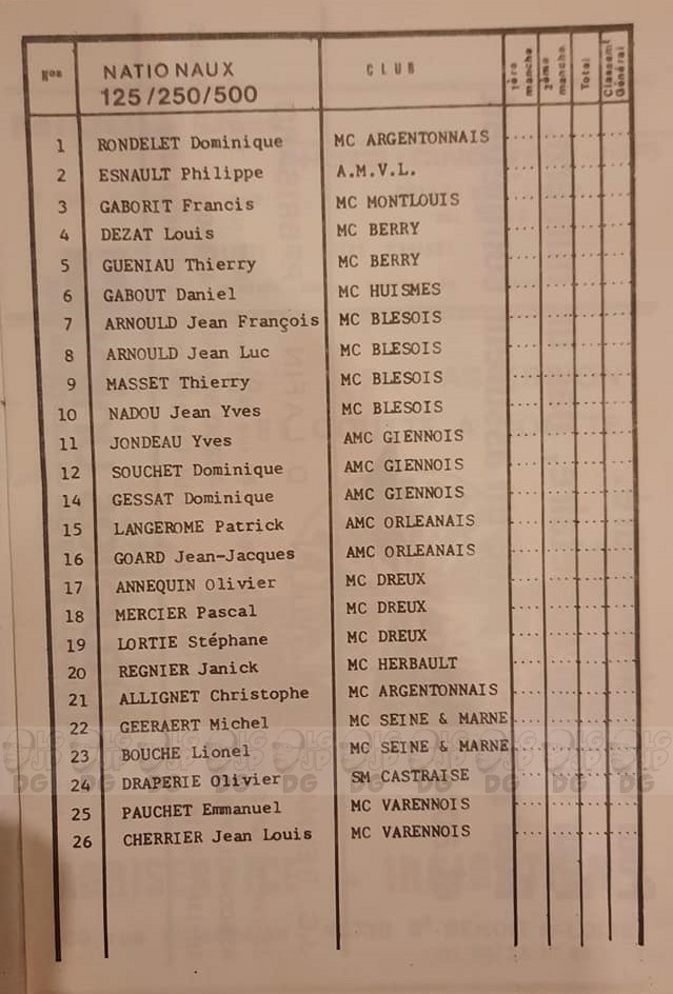 Nos NATIONAUX 125/250/500 CLUB 1ère manche 2ème manche Total Classemt Général
1 RONDELET Dominique MC ARGENTONNAIS
2 ESNAULT Philippe A.M.V.L.
3 GABORIT Francis MC MONTLOUIS
4 DEZAT Louis MC BERRY
5 GUENIAU Thierry MC BERRY
6 GABOUT Daniel MC HUISMES
7 ARNOULD Jean François MC BLESOIS
8 ARNOULD Jean Luc MC BLESOIS
9 MASSET Thierry MC BLESOIS
10 NADOU Jean Yves MC BLESOIS
11 JONDEAU Yves AMC GIENNOIS
12 SOUCHET Dominique AMC GIENNOIS
14 GESSAT Dominique AMC GIENNOIS
15 LANGEROME Patrick AMC ORLEANAIS
16 GOARD Jean-Jacques AMC ORLEANAIS
17 ANNEQUIN Olivier MC DREUX
18 MERCIER Pascal MC DREUX
19 LORTIE Stéphane MC DREUX
20 REGNIER Janick MC HERBAULT
21 ALLIGNET Christophe MC ARGENTONNAIS
22 GEERAERT Michel MC SEINE & MARNE
23 BOUCHE Lionel MC SEINE & MARNE
24 DRAPERIE Olivier SM CASTRAISE
25 PAUCHET Emmanuel MC VARENNOIS
26 CHERRIER Jean Louis MC VARENNOIS